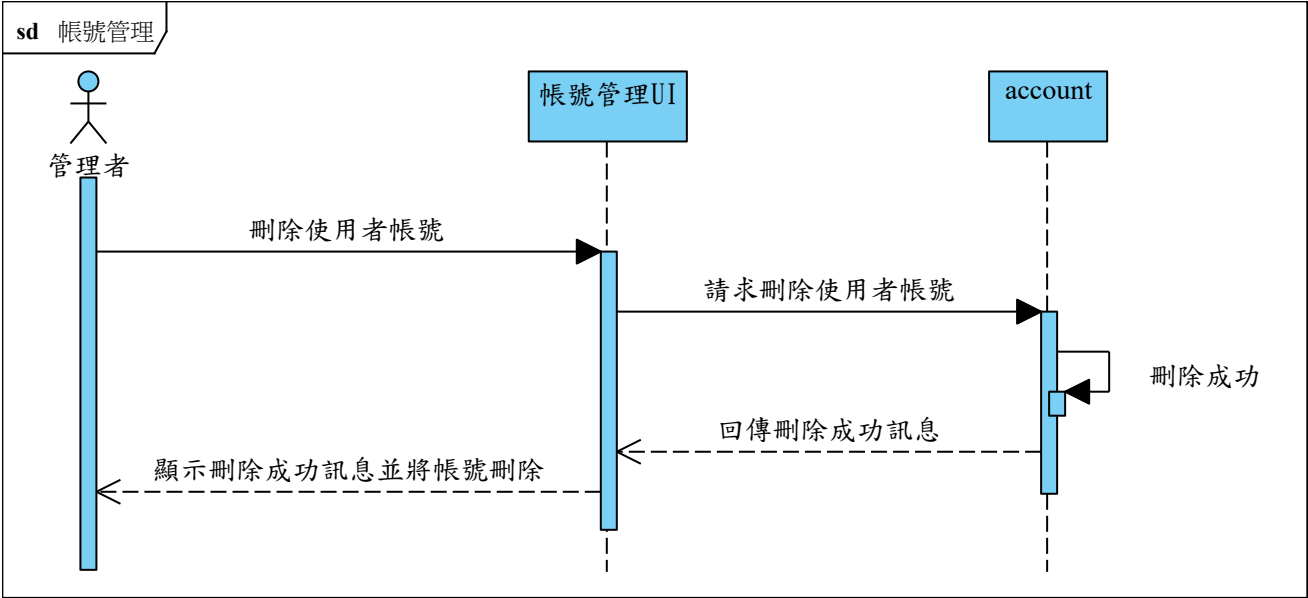 sd 帳號管理
帳號管理UI
account
管理者
刪除使用者帳號
請求刪除使用者帳號
刪除成功
回傳刪除成功訊息
顯示刪除成功訊息並將帳號刪除